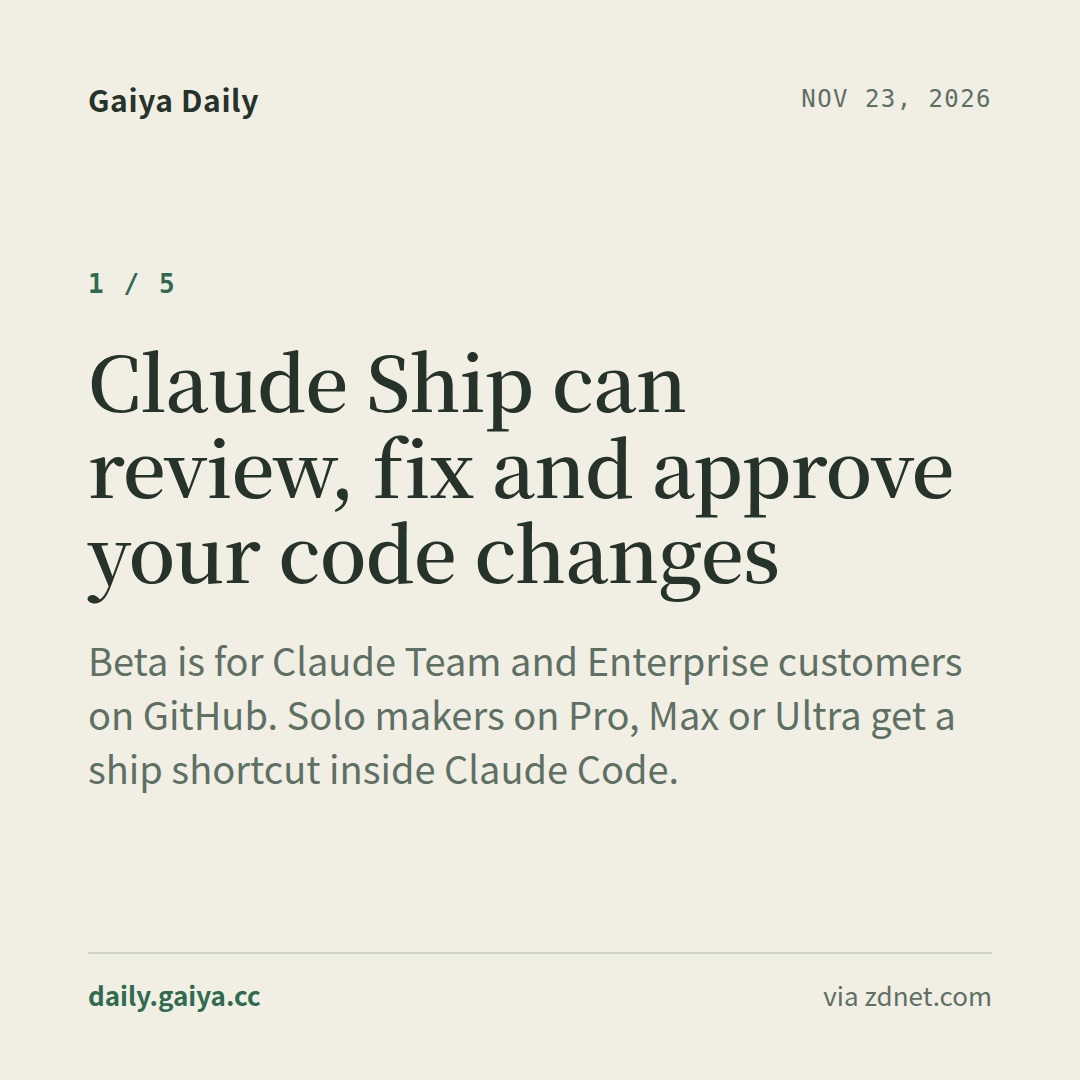 Gaiya Daily
NOV 23, 2026
1 / 5
Claude Ship can
review, fix and approve
your code changes
Beta is for Claude Team and Enterprise customers
on GitHub. Solo makers on Pro, Max or Ultra get a
ship shortcut inside Claude Code.
daily.gaiya.cc
via zdnet.com